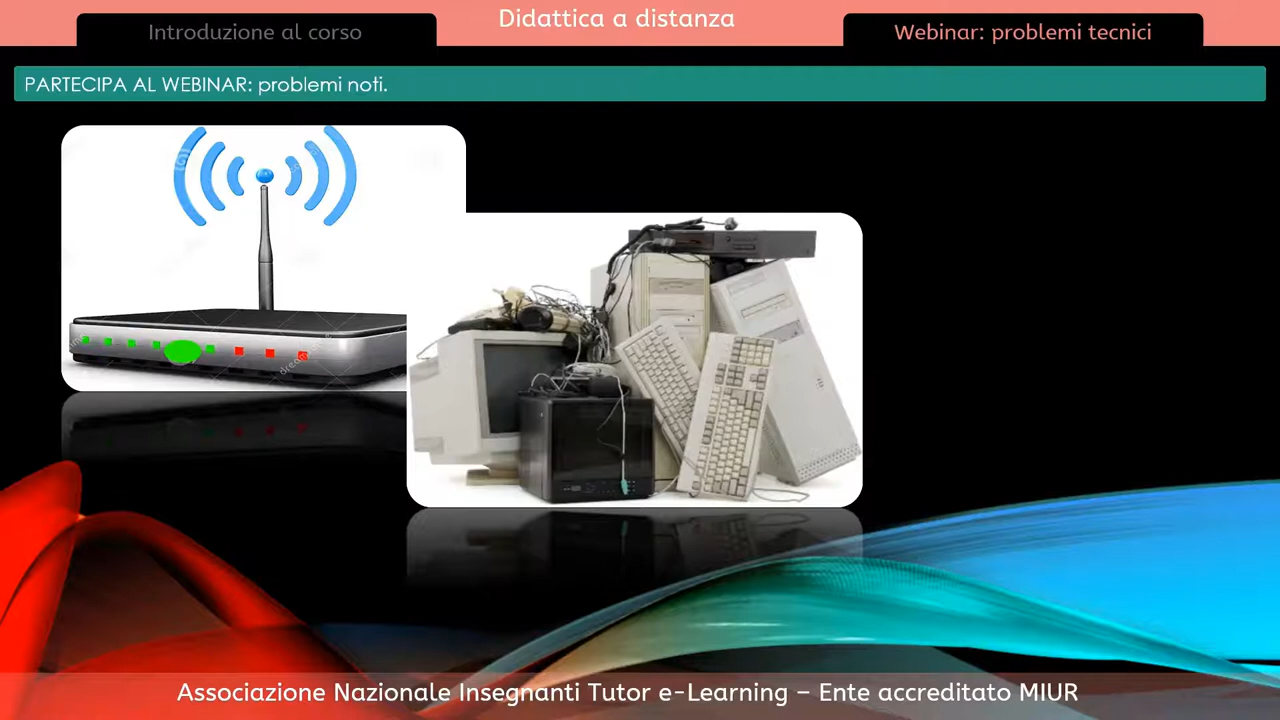 Didattica a distanza
Introduzione al corso
Webinar: problemi tecnici
PARTECIPA AL WEBINAR: problemi noti.
Associazione Nazionale Insegnanti Tutor e-Learning – Ente accreditato MIUR